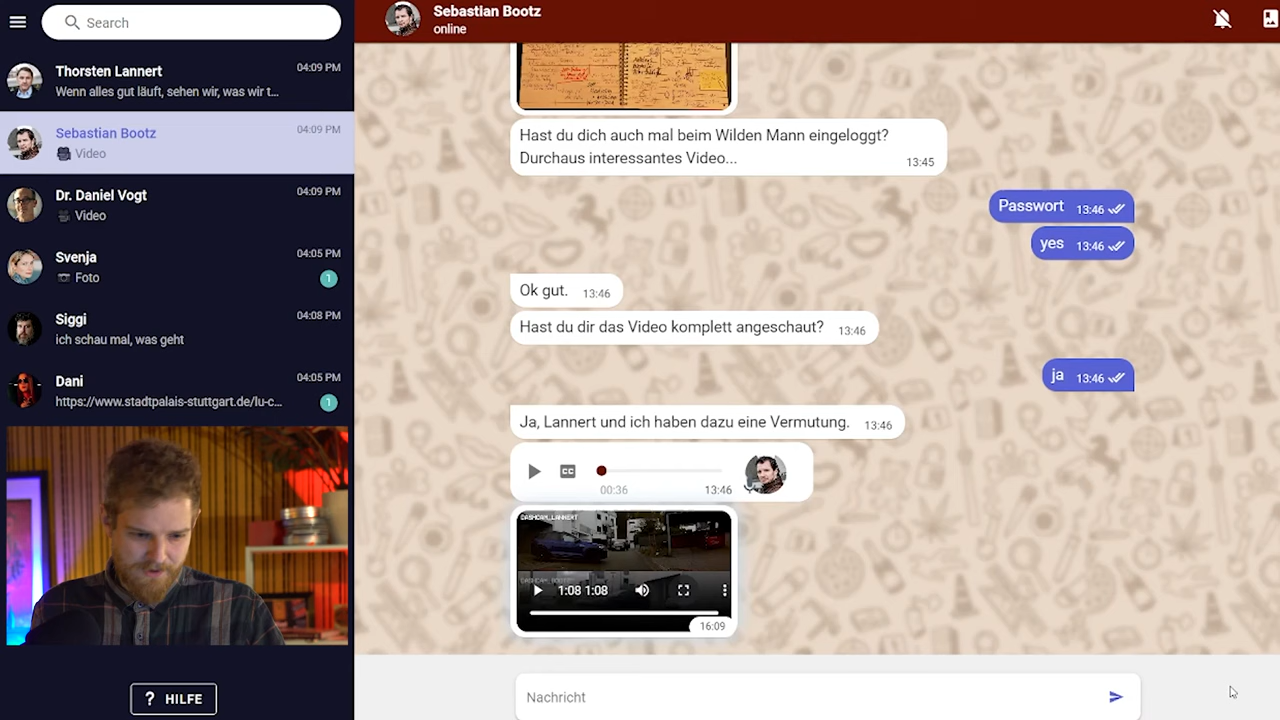 Search
Thorsten Lannert
04:09 PM
Wenn alles gut läuft, sehen wir, was wir t...
Sebastian Bootz
04:09 PM
Video
Dr. Daniel Vogt
04:09 PM
Video
Svenja
04:05 PM
Foto
1
Siggi
04:08 PM
ich schau mal, was geht
Dani
04:05 PM
https://www.stadtpalais-stuttgart.de/lu-c...
1
? HILFE
Sebastian Bootz
online
Hast du dich auch mal beim Wilden Mann eingeloggt?
Durchaus interessantes Video...
13:45
Passwort 13:46
yes 13:46
Ok gut. 13:46
Hast du dir das Video komplett angeschaut? 13:46
ja 13:46
Ja, Lannert und ich haben dazu eine Vermutung. 13:46
CC
00:36
13:46
DASHCAM_LANNERT
DASHCAM_BOOTZ
1:08 1:08
16:09
Nachricht